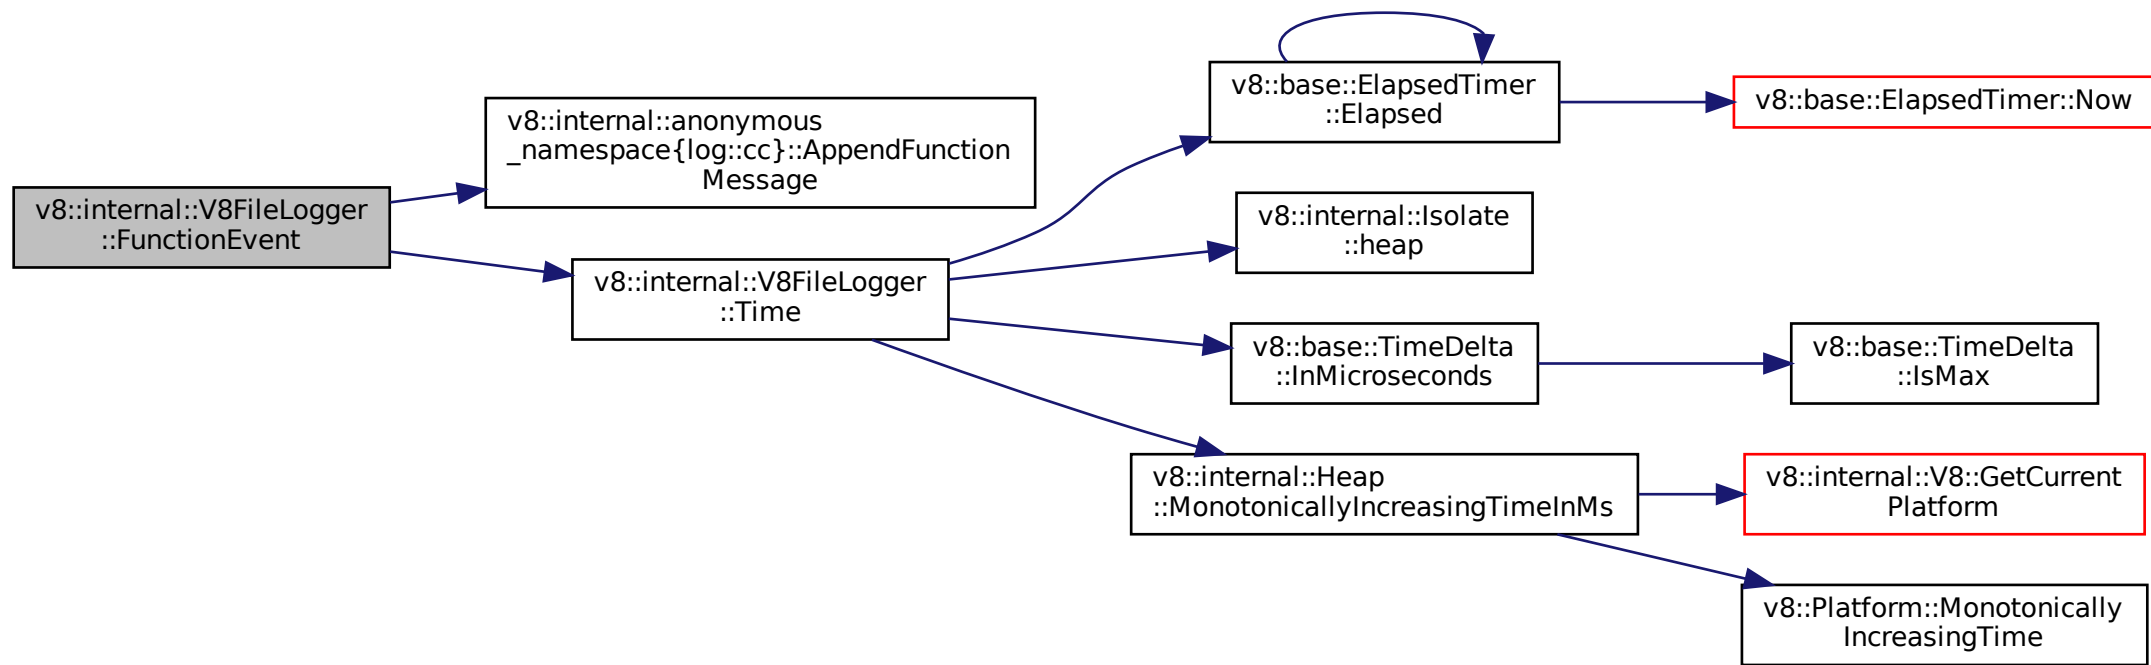 v8::internal::V8FileLogger
::FunctionEvent
v8::internal::anonymous
_namespace{log::cc}::AppendFunction
Message
v8::internal::V8FileLogger
::Time
v8::base::ElapsedTimer
::Elapsed
v8::base::ElapsedTimer::Now
v8::internal::Isolate
::heap
v8::base::TimeDelta
::InMicroseconds
v8::base::TimeDelta
::IsMax
v8::internal::Heap
::MonotonicallyIncreasingTimeInMs
v8::internal::V8::GetCurrent
Platform
v8::Platform::Monotonically
IncreasingTime